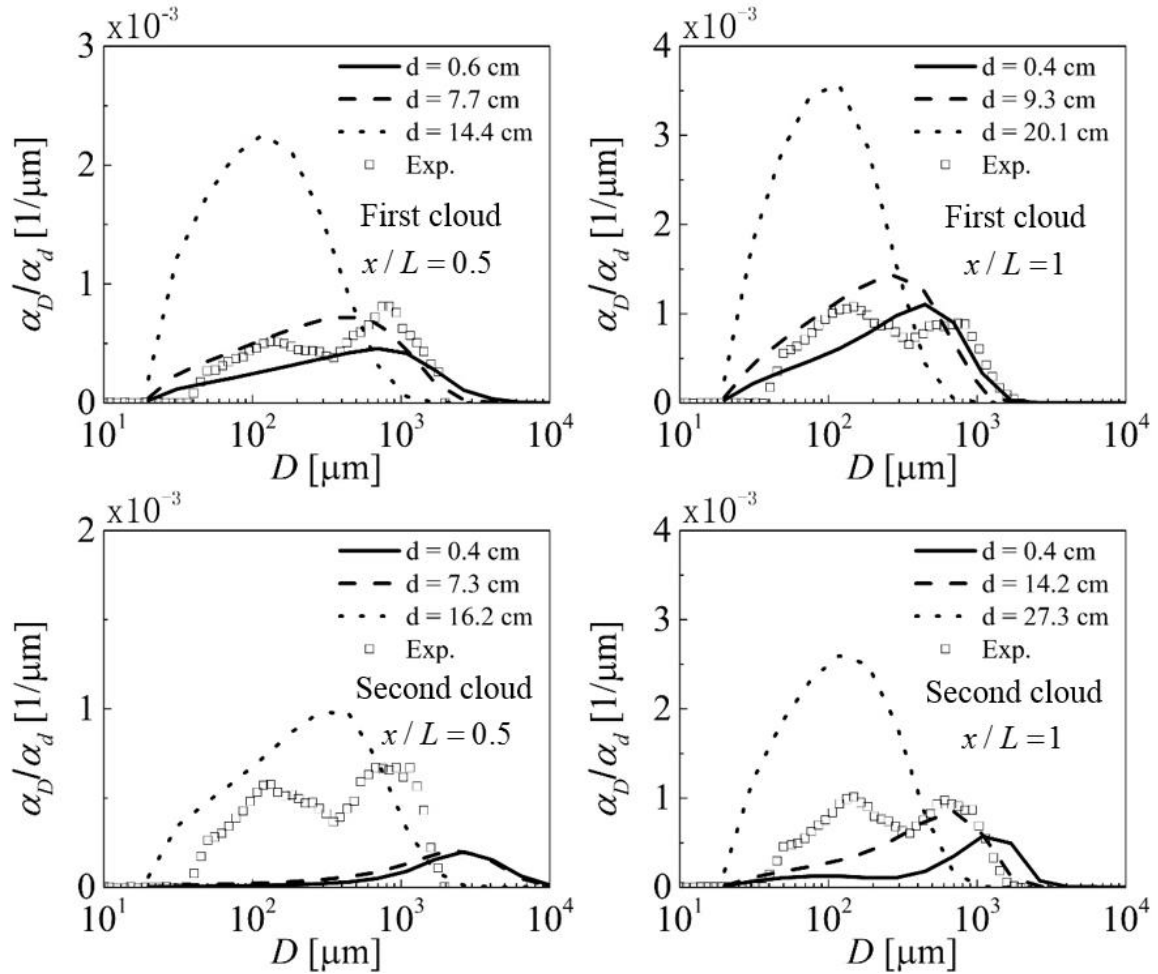 x10⁻³
3
2
1
0
α_D/α_d [1/μm]
d = 0.6 cm
d = 7.7 cm
d = 14.4 cm
Exp.
First cloud
x / L = 0.5
10¹ 10² 10³ 10⁴
D [μm]
x10⁻³
4
3
2
1
0
α_D/α_d [1/μm]
d = 0.4 cm
d = 9.3 cm
d = 20.1 cm
Exp.
First cloud
x / L = 1
10¹ 10² 10³ 10⁴
D [μm]
x10⁻³
2
1
0
α_D/α_d [1/μm]
d = 0.4 cm
d = 7.3 cm
d = 16.2 cm
Exp.
Second cloud
x / L = 0.5
10¹ 10² 10³ 10⁴
D [μm]
x10⁻³
4
3
2
1
0
α_D/α_d [1/μm]
d = 0.4 cm
d = 14.2 cm
d = 27.3 cm
Exp.
Second cloud
x / L = 1
10¹ 10² 10³ 10⁴
D [μm]